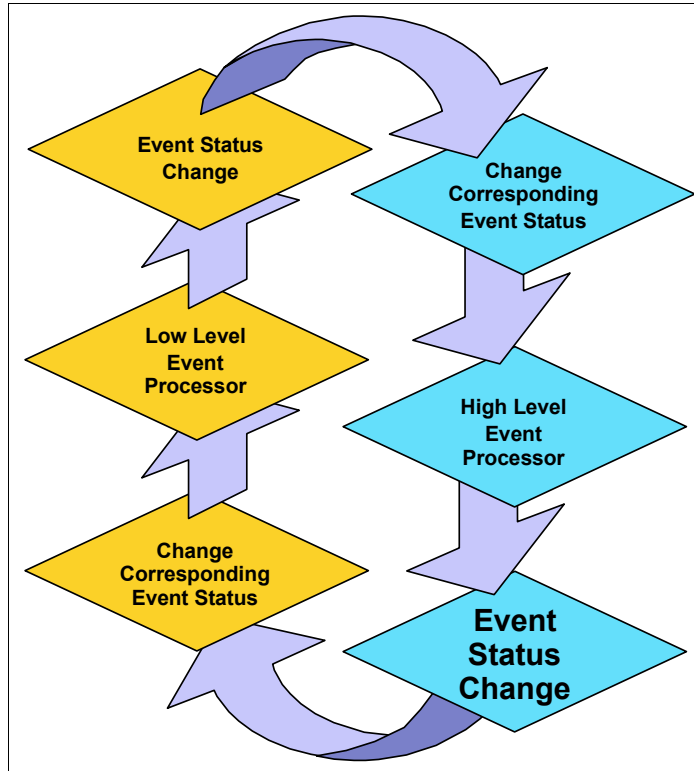 Event Status
Change
Change
Corresponding
Event Status
Low Level
Event
Processor
High Level
Event
Processor
Change
Corresponding
Event Status
Event
Status
Change